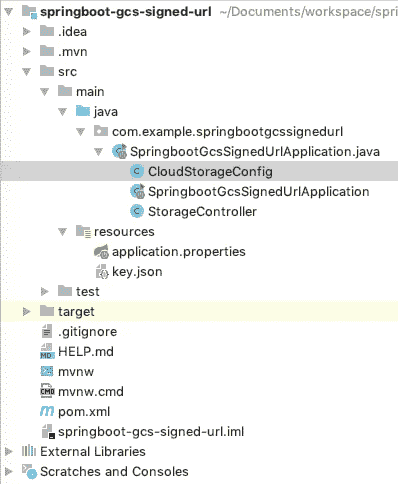 springboot-gcs-signed-url ~/Documents/workspace/spri
.idea
.mvn
src
main
java
com.example.springbootgcssignedurl
SpringbootGcsSignedUrlApplication.java
CloudStorageConfig
SpringbootGcsSignedUrlApplication
StorageController
resources
application.properties
key.json
test
target
.gitignore
HELP.md
mvnw
mvnw.cmd
pom.xml
springboot-gcs-signed-url.iml
External Libraries
Scratches and Consoles